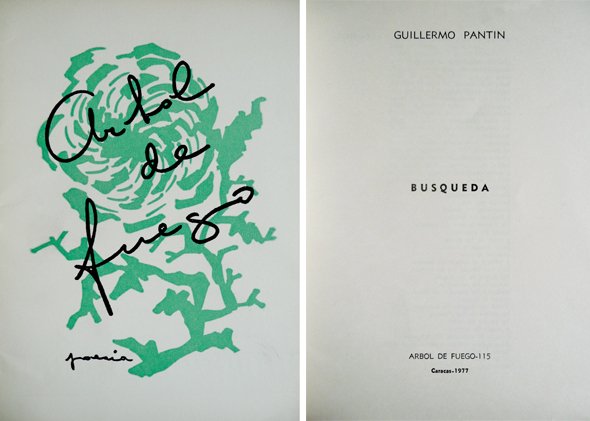 Arbol
de
fuego
poesia
GUILLERMO PANTIN
BUSQUEDA
ARBOL DE FUEGO-115
Caracas-1977